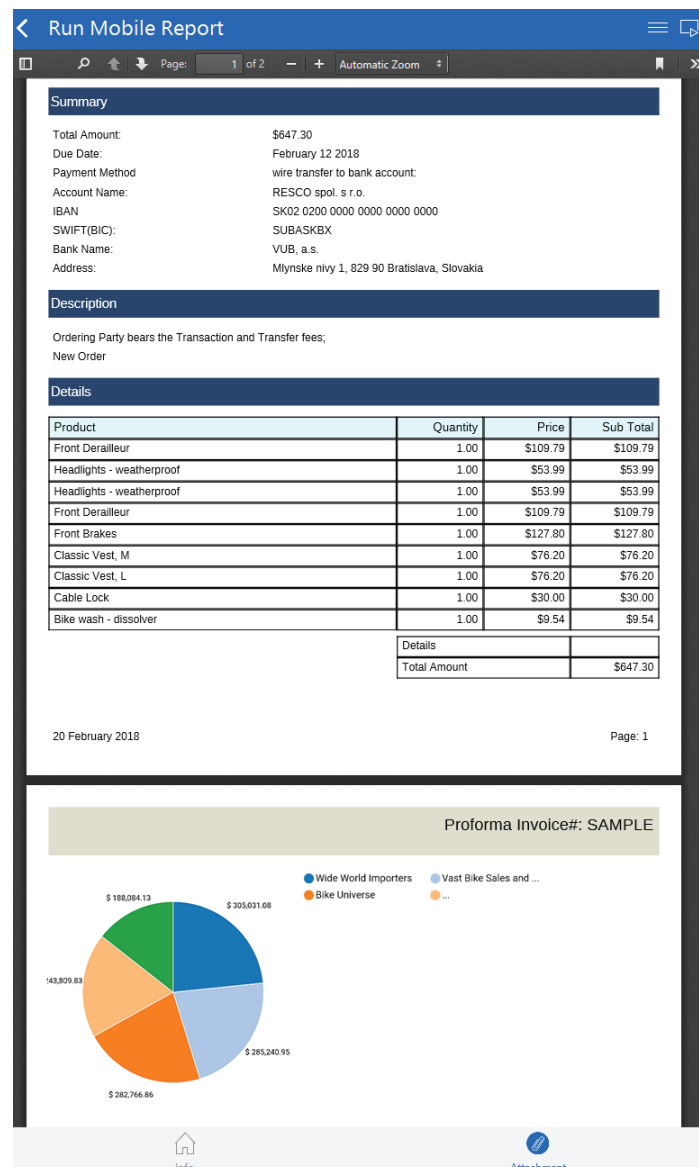 Run Mobile Report
Page: 1 of 2 − + Automatic Zoom
Summary
Total Amount: $647.30
Due Date: February 12 2018
Payment Method wire transfer to bank account:
Account Name: RESCO spol. s r.o.
IBAN SK02 0200 0000 0000 0000 0000
SWIFT(BIC): SUBASKBX
Bank Name: VUB, a.s.
Address: Mlynske nivy 1, 829 90 Bratislava, Slovakia
Description
Ordering Party bears the Transaction and Transfer fees;
New Order
Details
Product Quantity Price Sub Total
Front Derailleur 1.00 $109.79 $109.79
Headlights - weatherproof 1.00 $53.99 $53.99
Headlights - weatherproof 1.00 $53.99 $53.99
Front Derailleur 1.00 $109.79 $109.79
Front Brakes 1.00 $127.80 $127.80
Classic Vest, M 1.00 $76.20 $76.20
Classic Vest, L 1.00 $76.20 $76.20
Cable Lock 1.00 $30.00 $30.00
Bike wash - dissolver 1.00 $9.54 $9.54
Details
Total Amount $647.30
20 February 2018 Page: 1
Proforma Invoice#: SAMPLE
Wide World Importers Vast Bike Sales and ...
Bike Universe ...
$ 188,084.13
$ 305,031.08
43,809.83
$ 285,240.95
$ 282,766.86